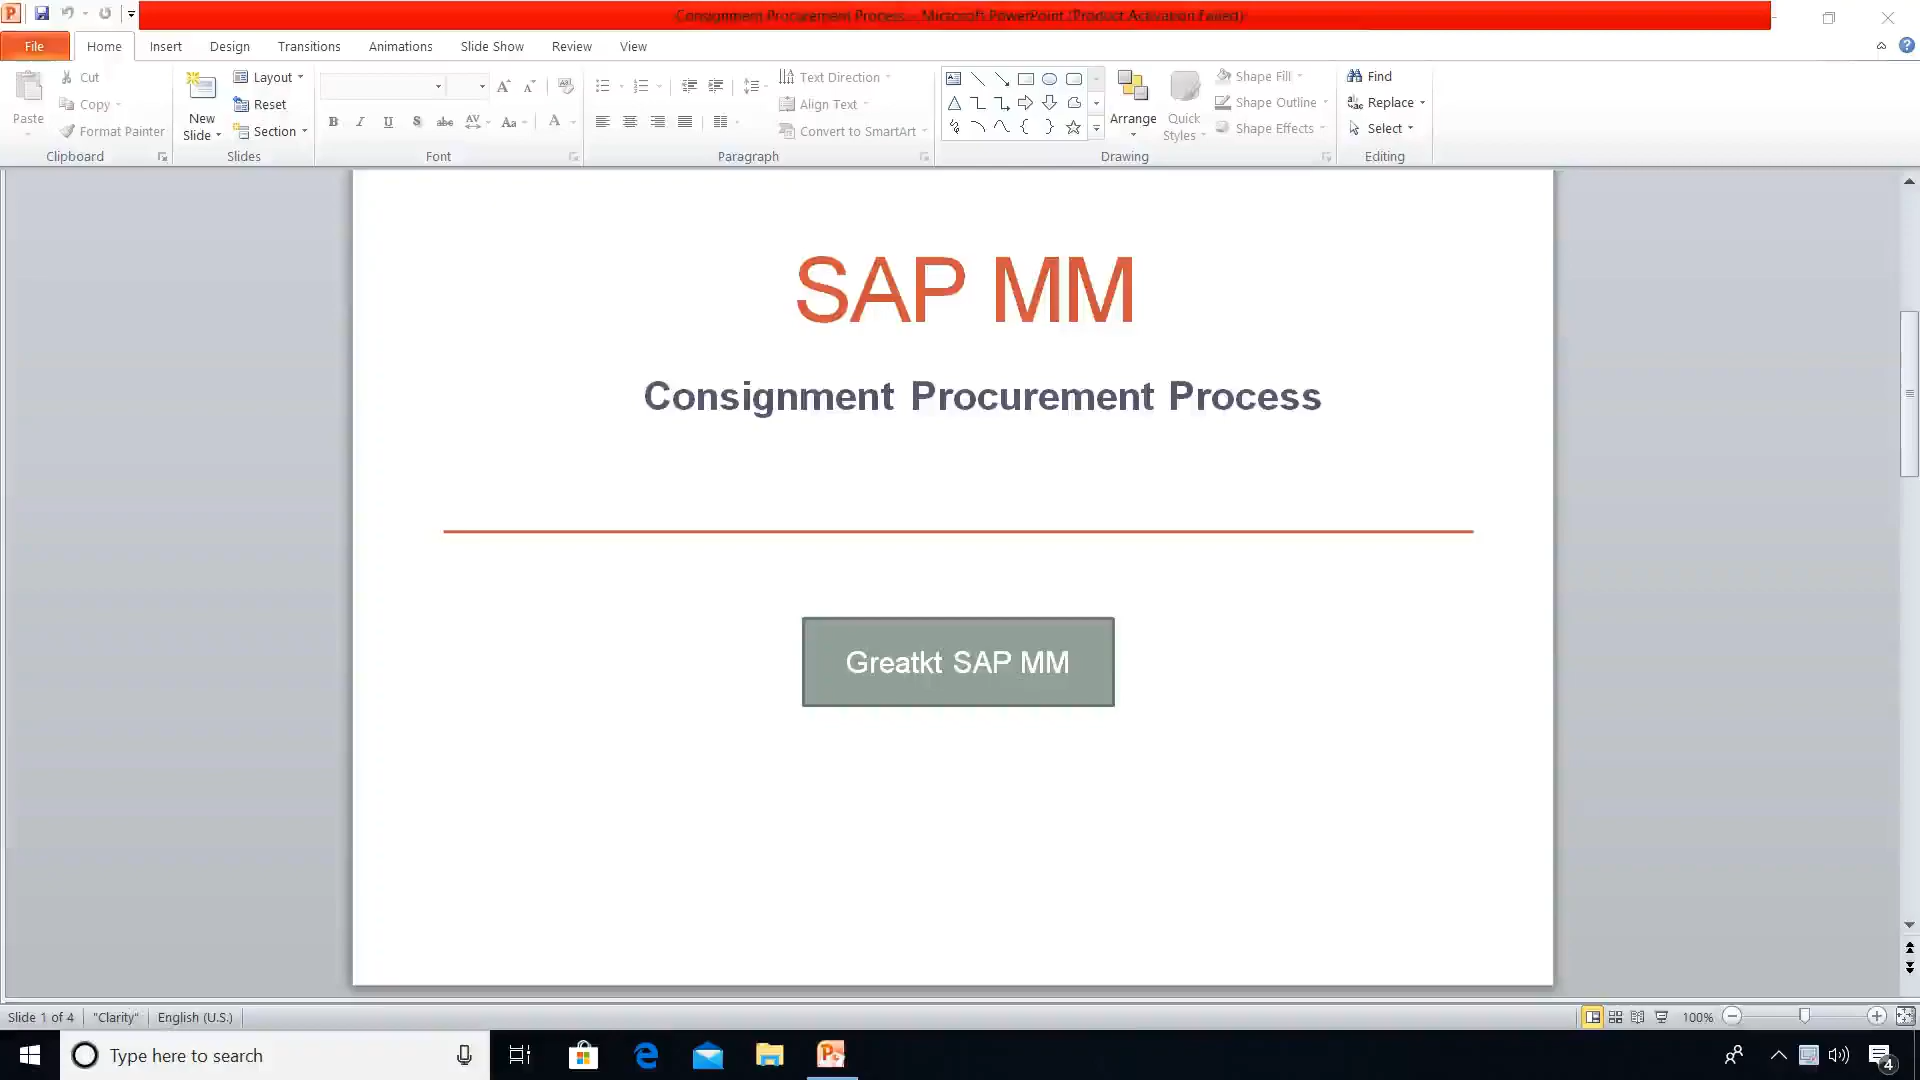 Consignment Procurement Process - Microsoft PowerPoint (Product Activation Failed)
File Home Insert Design Transitions Animations Slide Show Review View
Paste
Cut
Copy
Format Painter
Clipboard
New
Slide
Layout
Reset
Section
Slides
Font
Text Direction
Align Text
Convert to SmartArt
Paragraph
Arrange
Quick
Styles
Shape Fill
Shape Outline
Shape Effects
Drawing
Find
Replace
Select
Editing
SAP MM
Consignment Procurement Process
Greatkt SAP MM
Slide 1 of 4 "Clarity" English (U.S.) 100%
Type here to search
4